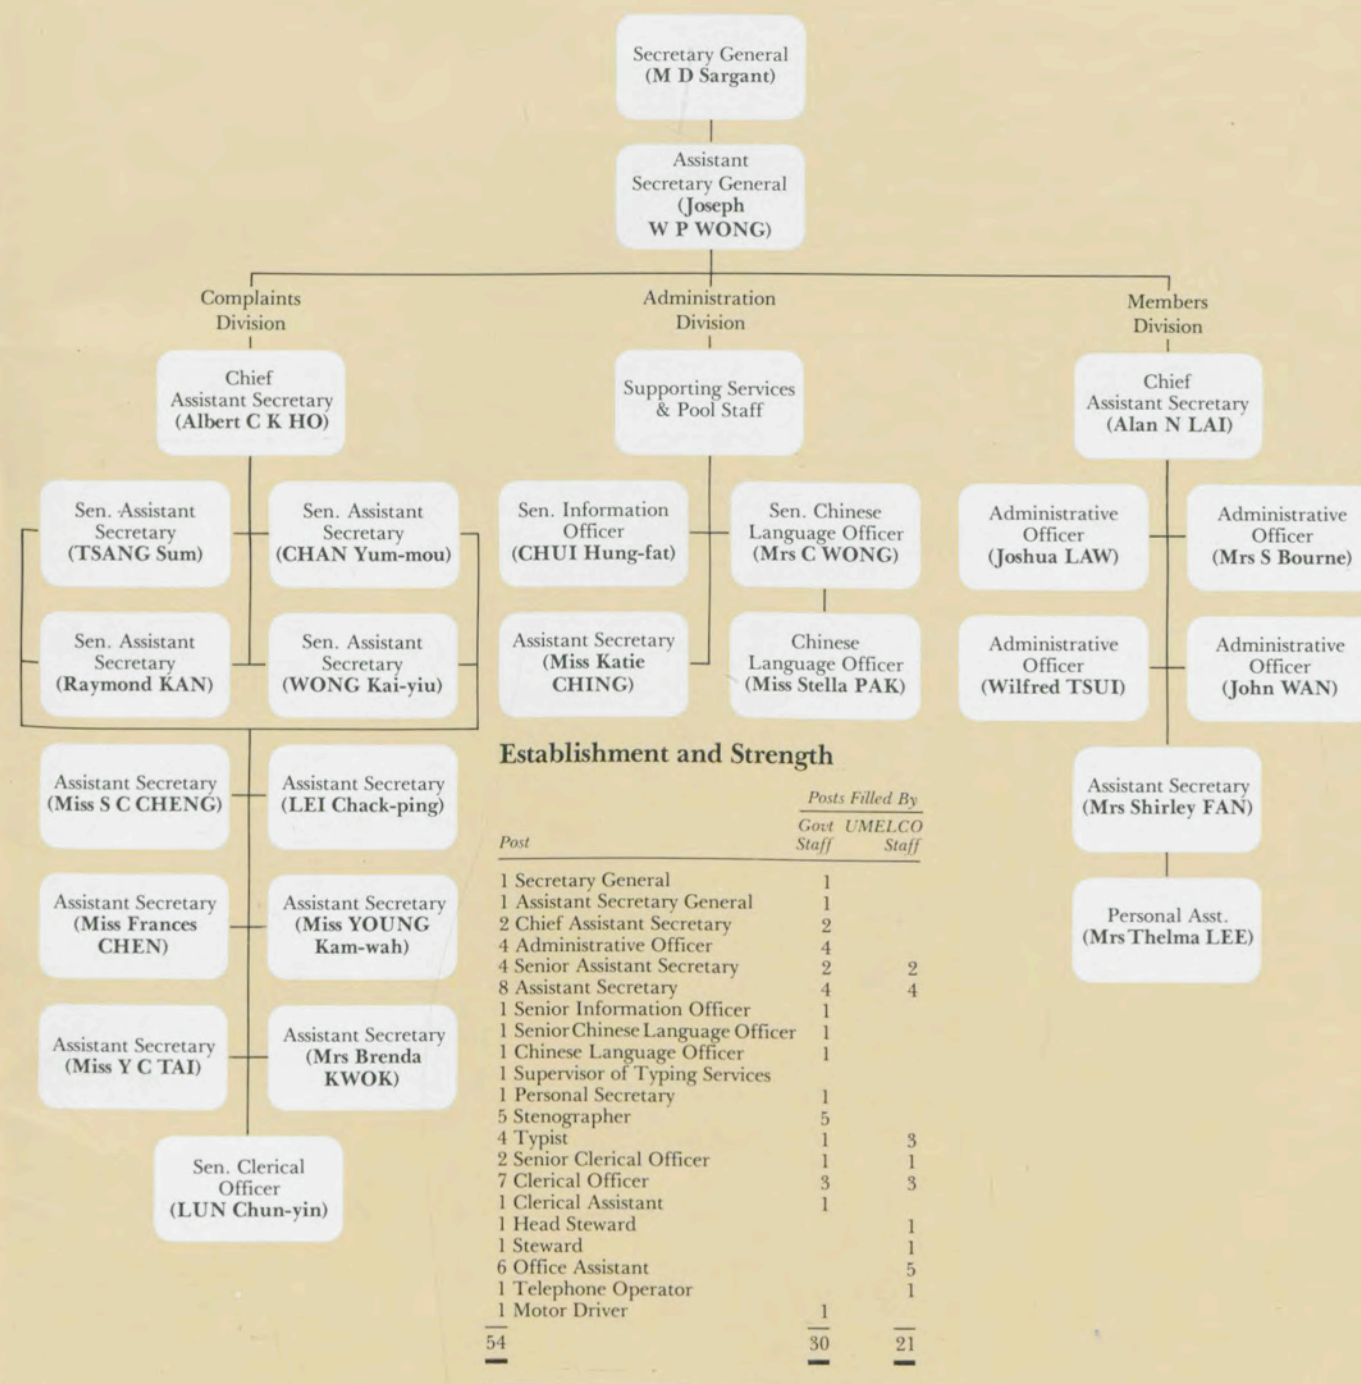 Secretary General
(M D Sargant)
Assistant
Secretary General
(Joseph
W P WONG)
Complaints
Division
Administration
Division
Members
Division
Chief
Assistant Secretary
(Albert C K HO)
Supporting Services
& Pool Staff
Chief
Assistant Secretary
(Alan N LAI)
Sen. Assistant
Secretary
(TSANG Sum)
Sen. Assistant
Secretary
(CHAN Yum-mou)
Sen. Information
Officer
(CHUI Hung-fat)
Sen. Chinese
Language Officer
(Mrs C WONG)
Administrative
Officer
(Joshua LAW)
Administrative
Officer
(Mrs S Bourne)
Sen. Assistant
Secretary
(Raymond KAN)
Sen. Assistant
Secretary
(WONG Kai-yiu)
Assistant Secretary
(Miss Katie
CHING)
Chinese
Language Officer
(Miss Stella PAK)
Administrative
Officer
(Wilfred TSUI)
Administrative
Officer
(John WAN)
Assistant Secretary
(Miss S C CHENG)
Assistant Secretary
(LEI Chack-ping)
Assistant Secretary
(Mrs Shirley FAN)
Assistant Secretary
(Miss Frances
CHEN)
Assistant Secretary
(Miss YOUNG
Kam-wah)
Personal Asst.
(Mrs Thelma LEE)
Assistant Secretary
(Miss Y C TAI)
Assistant Secretary
(Mrs Brenda
KWOK)
Sen. Clerical
Officer
(LUN Chun-yin)
Establishment and Strength
Posts Filled By
Govt UMELCO
Post Staff Staff
1 Secretary General 1
1 Assistant Secretary General 1
2 Chief Assistant Secretary 2
4 Administrative Officer 4
4 Senior Assistant Secretary 2 2
8 Assistant Secretary 4 4
1 Senior Information Officer 1
1 Senior Chinese Language Officer 1
1 Chinese Language Officer 1
1 Supervisor of Typing Services
1 Personal Secretary 1
5 Stenographer 5
4 Typist 1 3
2 Senior Clerical Officer 1 1
7 Clerical Officer 3 3
1 Clerical Assistant 1
1 Head Steward 1
1 Steward 1
6 Office Assistant 5
1 Telephone Operator 1
1 Motor Driver 1
54 30 21